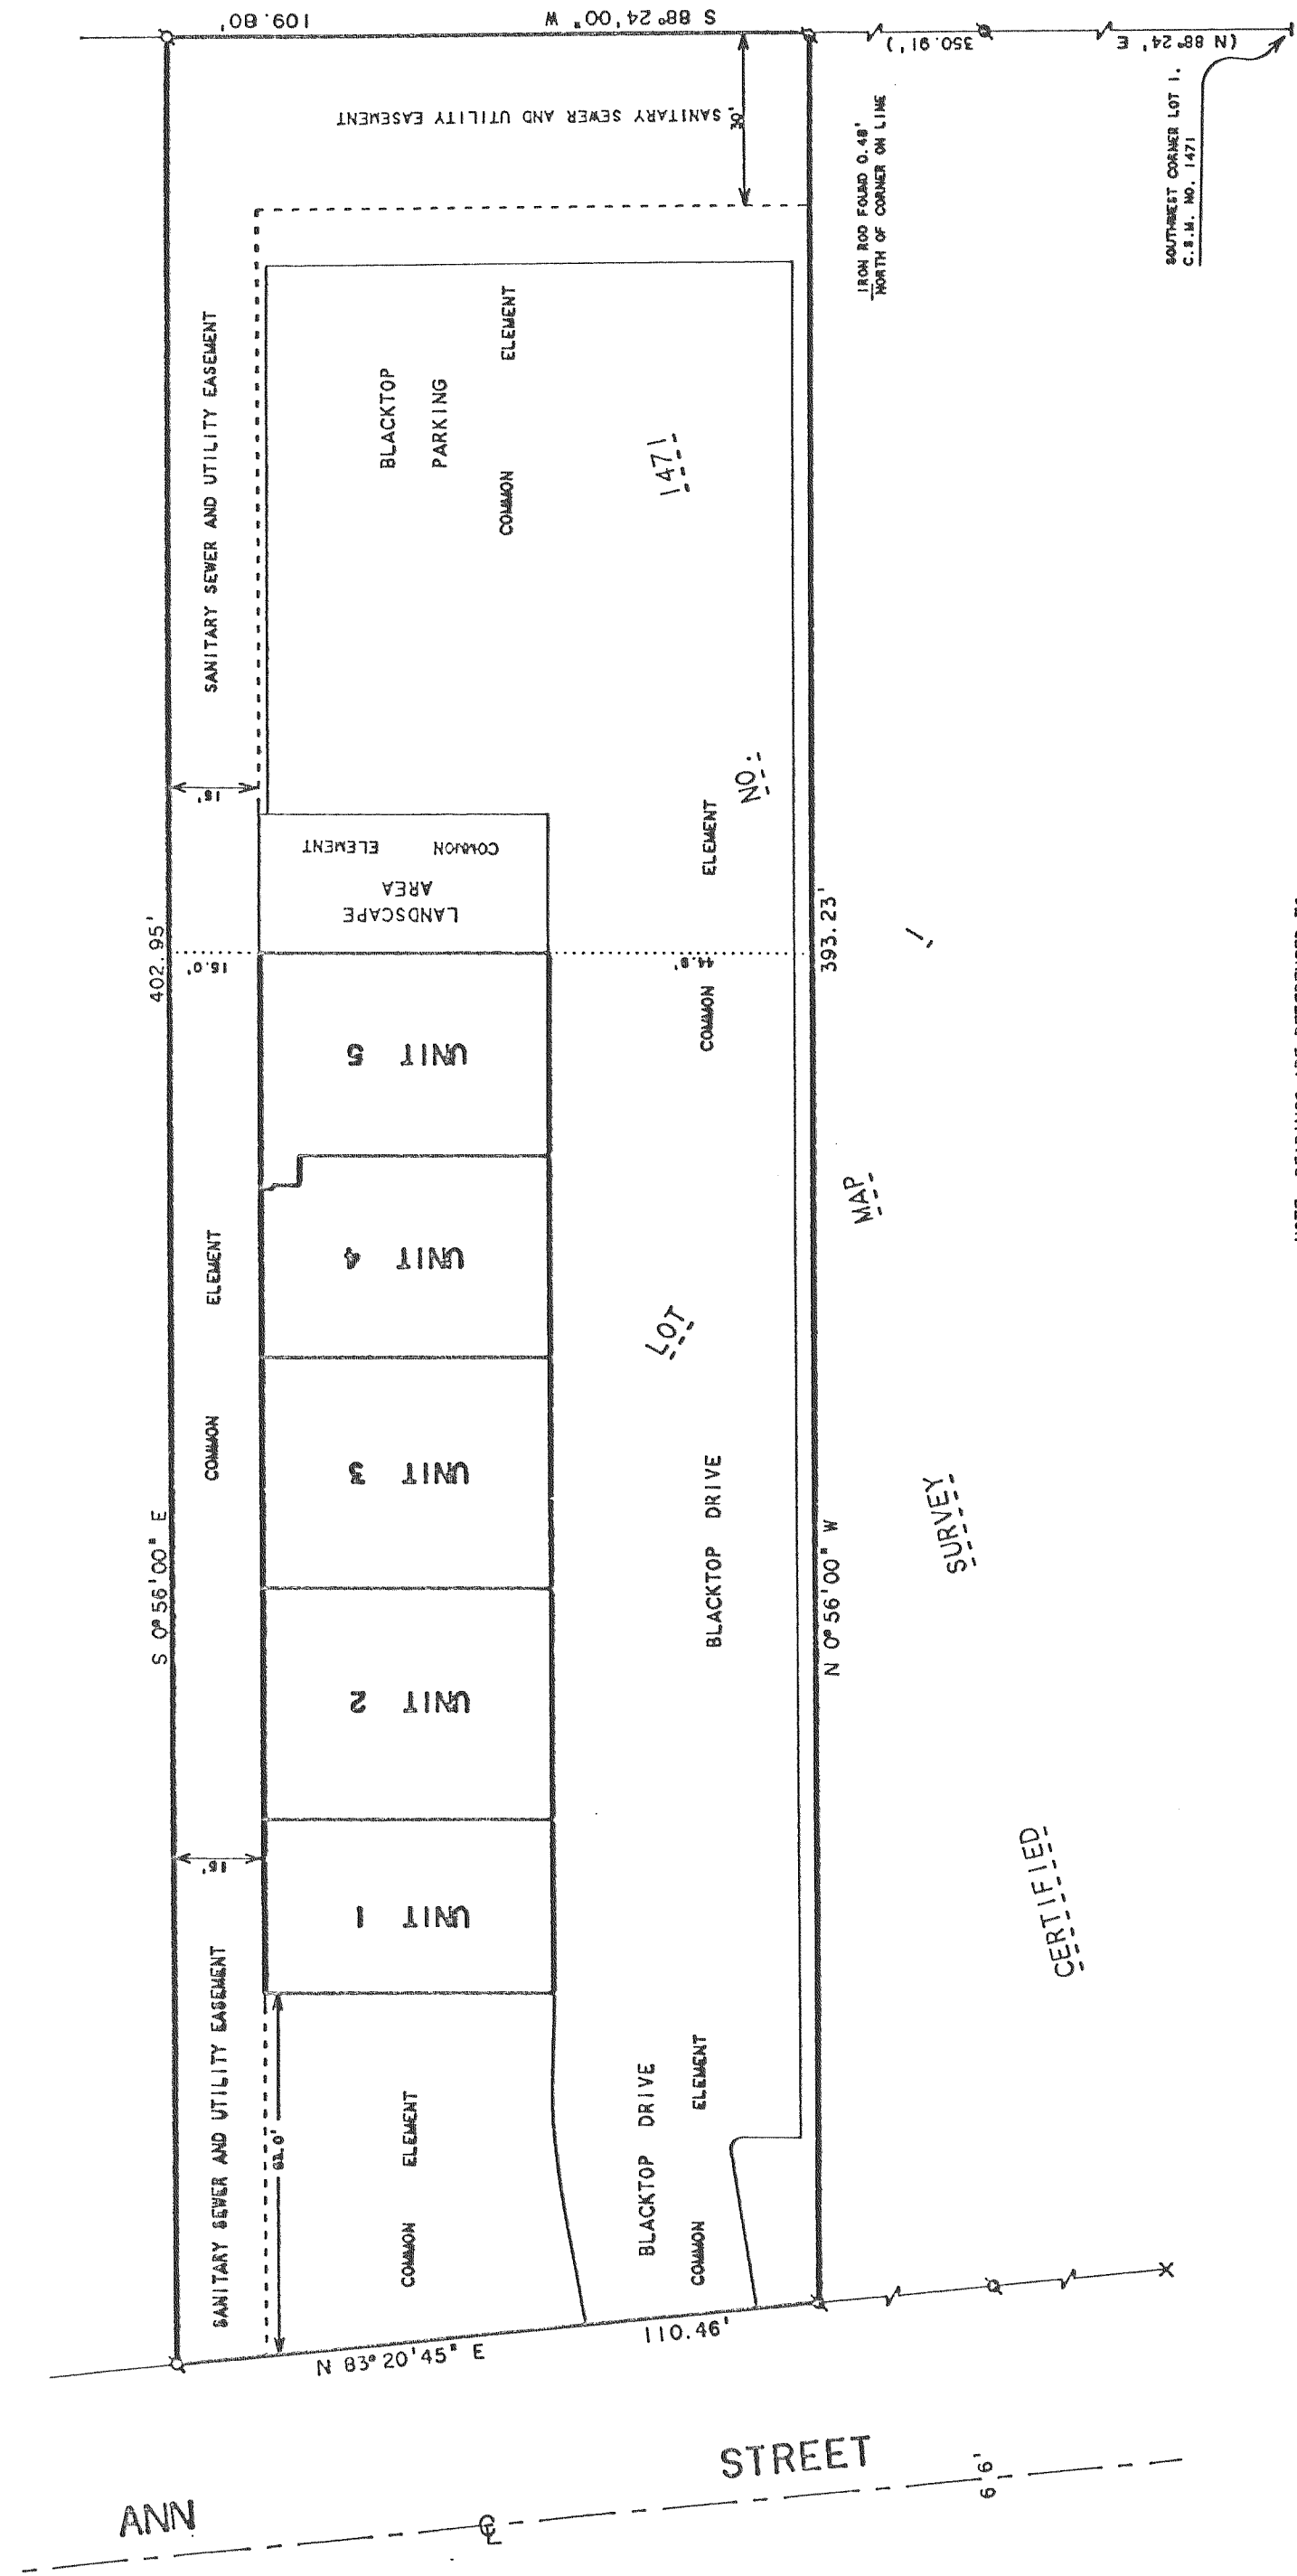 109.80'
S 88° 24' 00" W
350.91')
(N 88° 24' E
SANITARY SEWER AND UTILITY EASEMENT
30'
IRON ROD FOUND 0.48'
NORTH OF CORNER ON LINE
SOUTHWEST CORNER LOT 1.
C.S.M. NO. 1471
SANITARY SEWER AND UTILITY EASEMENT
BLACKTOP
PARKING
COMMON ELEMENT
1471
15'
NO.
LANDSCAPE
AREA
COMMON ELEMENT
402.95'
15.0'
COMMON ELEMENT
393.23'
1,
UNIT 5
UNIT 4
COMMON ELEMENT
MAP
LOT
UNIT 3
S 0° 56' 00" E
BLACKTOP DRIVE
N 0° 56' 00" W
SURVEY
UNIT 2
15'
UNIT 1
CERTIFIED
SANITARY SEWER AND UTILITY EASEMENT
COMMON ELEMENT
BLACKTOP DRIVE
COMMON ELEMENT
N 83° 20' 45" E
110.46'
ANN STREET
66'